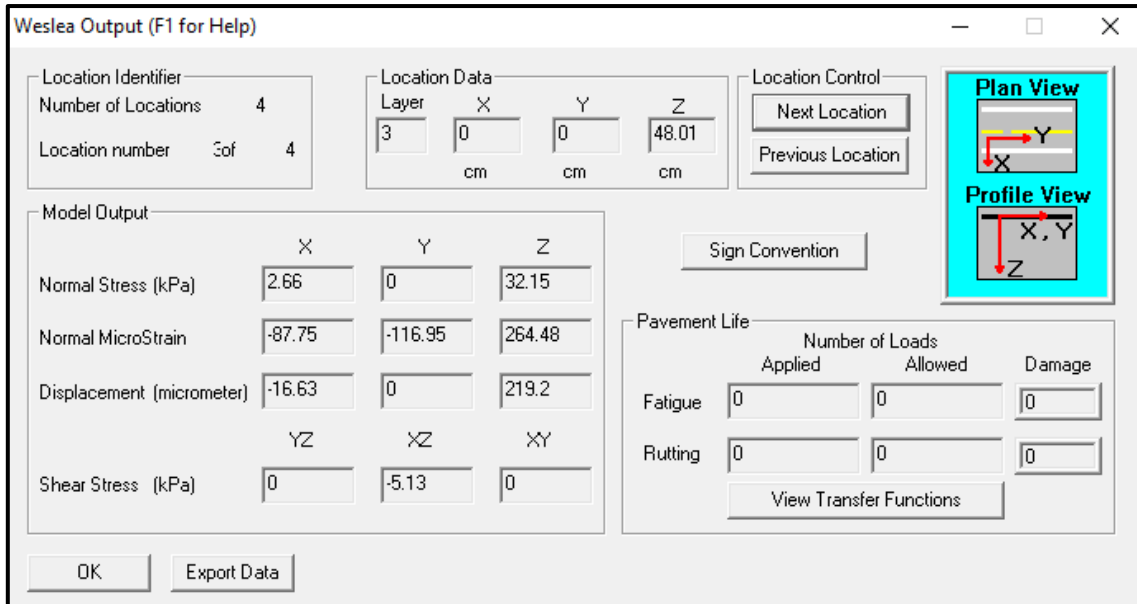 Weslea Output (F1 for Help)
Location Identifier
Number of Locations 4
Location number 3of 4
Location Data
Layer X Y Z
3 0 0 48.01
cm cm cm
Location Control
Next Location
Previous Location
Plan View
Y
X
Profile View
X, Y
Z
Model Output
X Y Z
Normal Stress (kPa) 2.66 0 32.15
Normal MicroStrain -87.75 -116.95 264.48
Displacement (micrometer) -16.63 0 219.2
YZ XZ XY
Shear Stress (kPa) 0 -5.13 0
Sign Convention
Pavement Life
Number of Loads
Applied Allowed Damage
Fatigue 0 0 0
Rutting 0 0 0
View Transfer Functions
OK Export Data